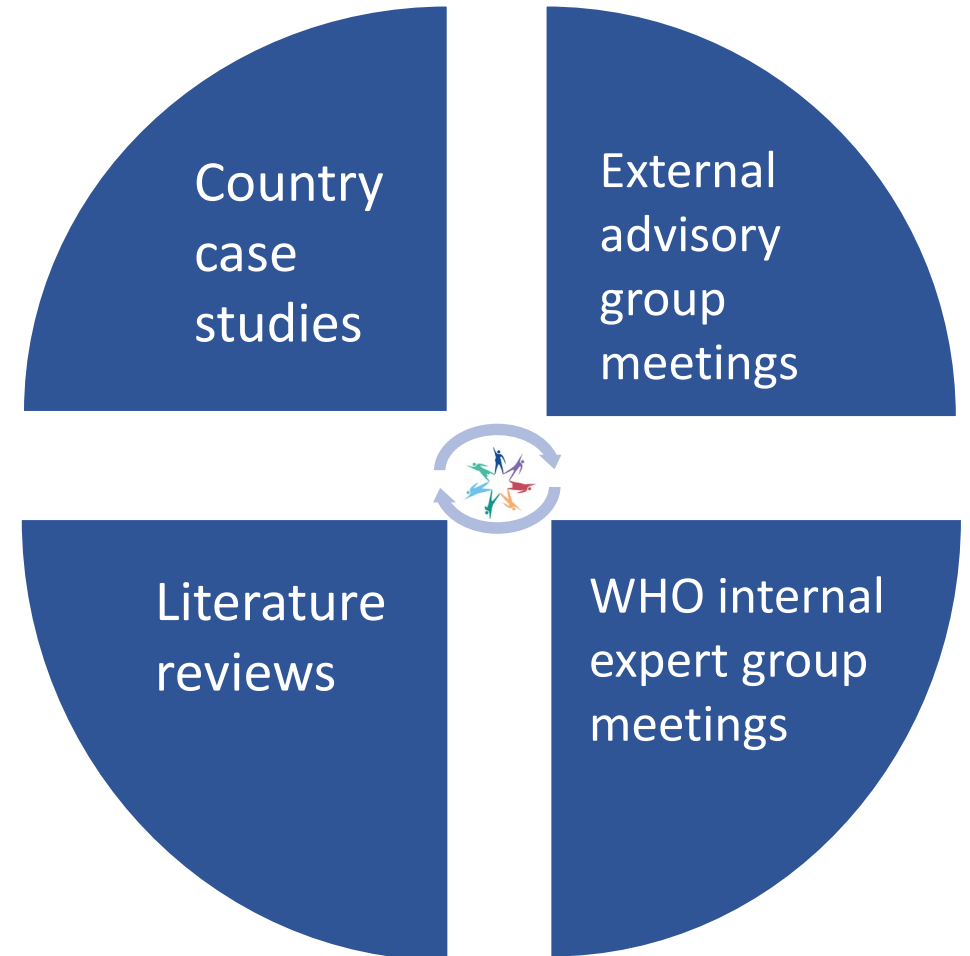 Country
case
studies
External
advisory
group
meetings
Literature
reviews
WHO internal
expert group
meetings